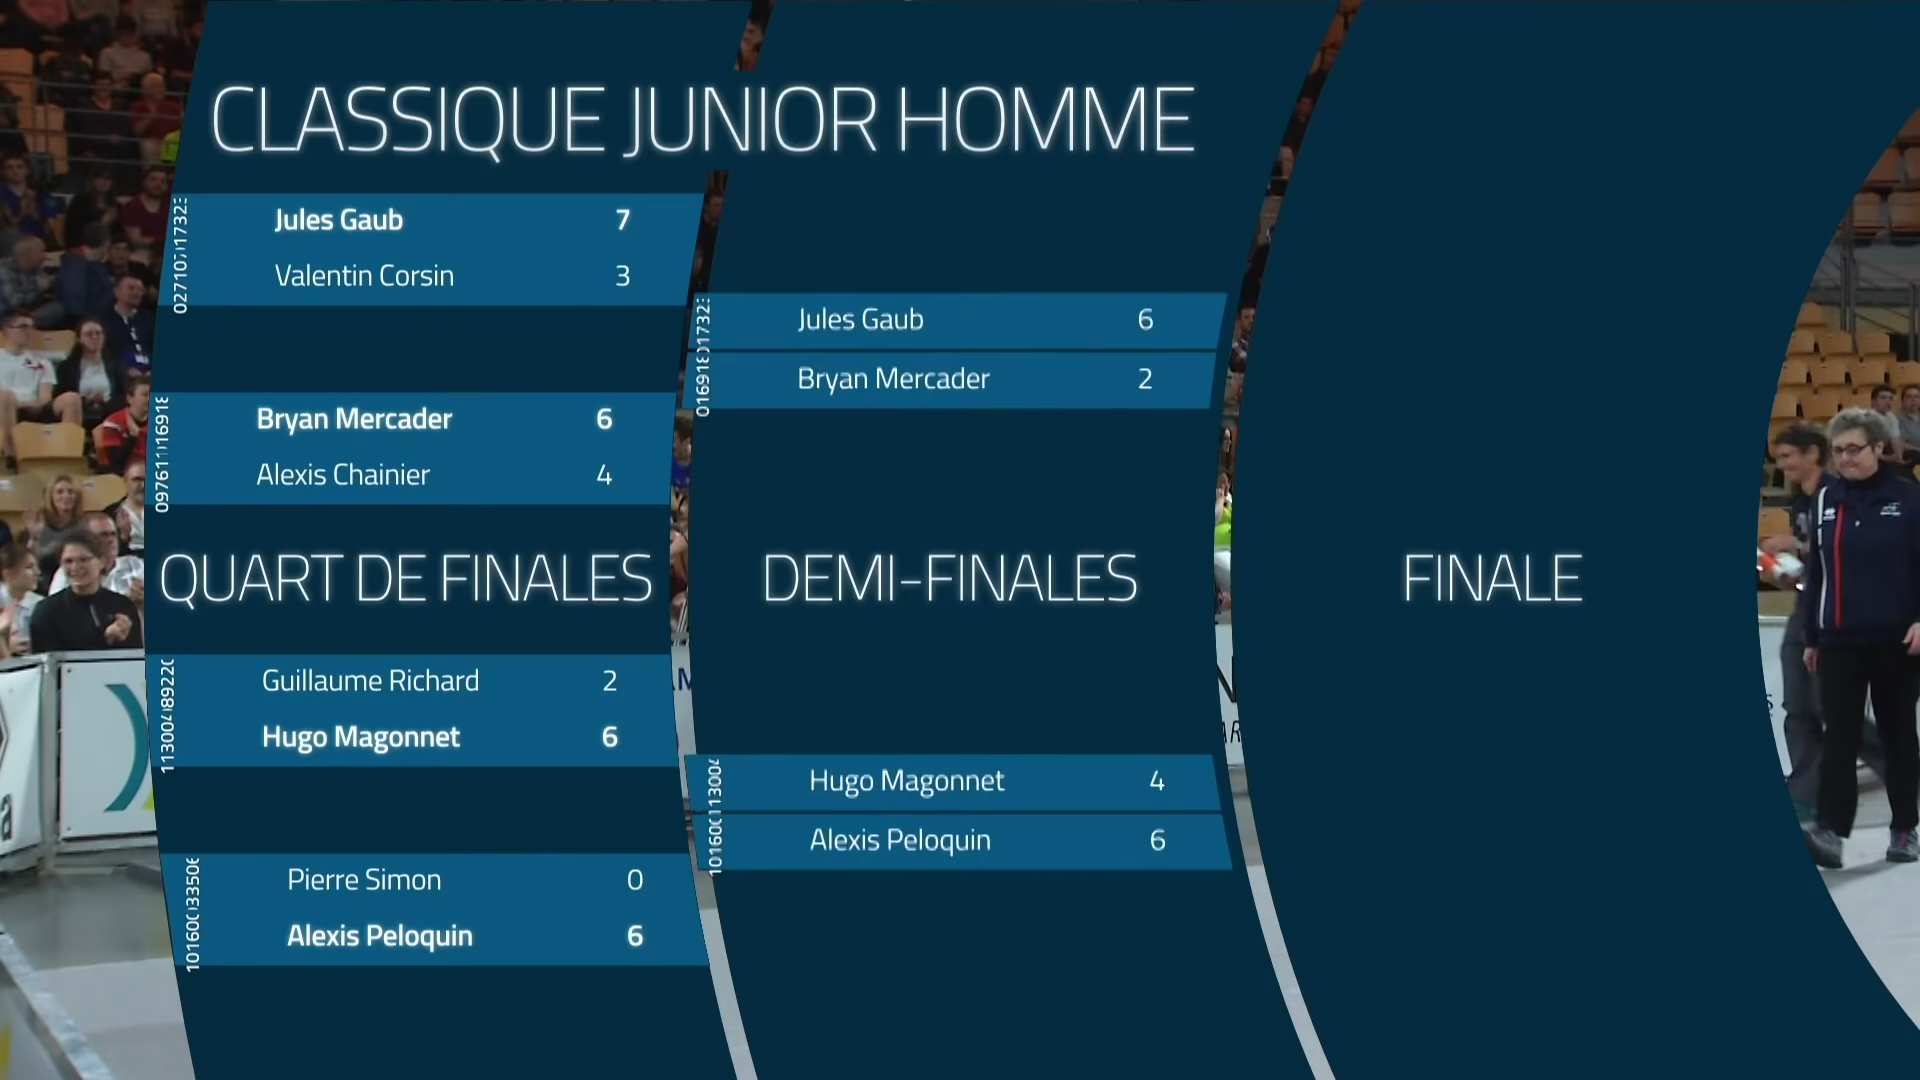 CLASSIQUE JUNIOR HOMME
Jules Gaub 7
Valentin Corsin 3
Bryan Mercader 6
Alexis Chainier 4
QUART DE FINALES
Guillaume Richard 2
Hugo Magonnet 6
Pierre Simon 0
Alexis Peloquin 6
Jules Gaub 6
Bryan Mercader 2
DEMI-FINALES
Hugo Magonnet 4
Alexis Peloquin 6
FINALE